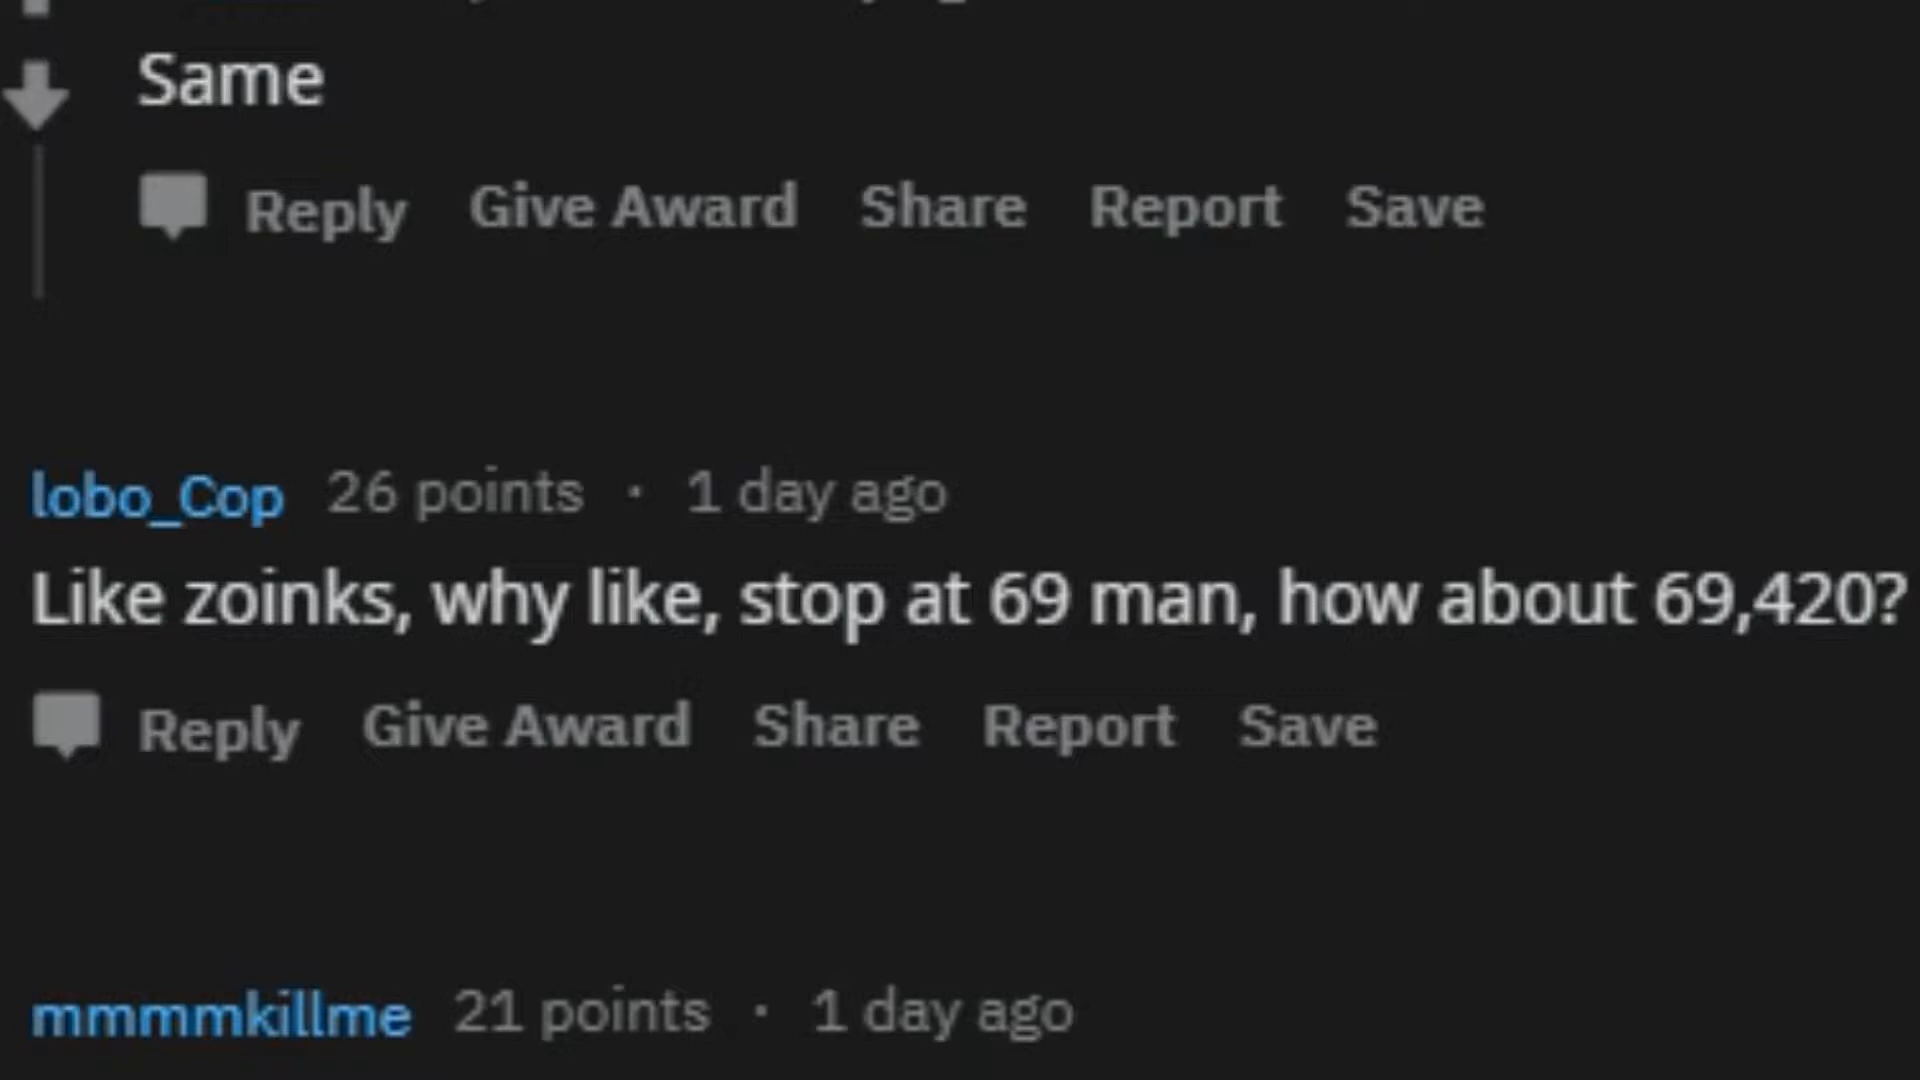 Same
Reply Give Award Share Report Save
lobo_Cop 26 points · 1 day ago
Like zoinks, why like, stop at 69 man, how about 69,420?
Reply Give Award Share Report Save
mmmmkillme 21 points · 1 day ago